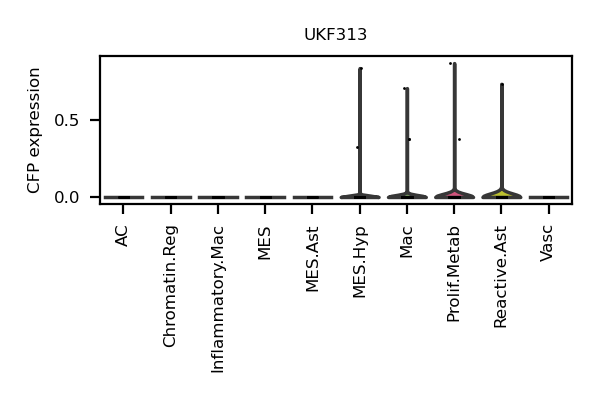 UKF313
CFP expression
0.5
0.0
AC
Chromatin.Reg
Inflammatory.Mac
MES
MES.Ast
MES.Hyp
Mac
Prolif.Metab
Reactive.Ast
Vasc